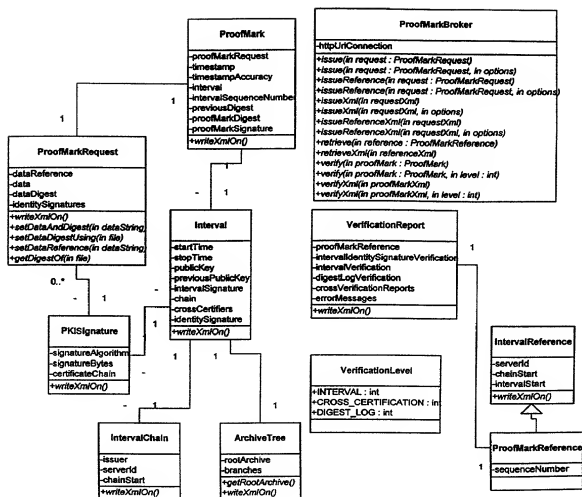 ProofMark
-proofMarkRequest
-timestamp
-timestampAccuracy
-interval
-intervalSequenceNumber
-previousDigest
-proofMarkDigest
-proofMarkSignature
+writeXmlOn()
ProofMarkBroker
-httpUrlConnection
+issue(in request : ProofMarkRequest)
+issue(in request : ProofMarkRequest, in options)
+issueReference(in request : ProofMarkRequest)
+issueReference(in request : ProofMarkRequest, in options)
+issueXml(in requestXml)
+issueXml(in requestXml, in options)
+issueReferenceXml(in requestXml)
+issueReferenceXml(in requestXml, in options)
+retrieve(in reference : ProofMarkReference)
+retrieveXml(in referenceXml)
+verify(in proofMark : ProofMark)
+verify(in proofMark : ProofMark, in level : int)
+verifyXml(in proofMarkXml)
+verifyXml(in proofMarkXml, in level : int)
1
1
ProofMarkRequest
-dataReference
-data
-dataDigest
-identitySignatures
+writeXmlOn()
+setDataAndDigest(in dataString)
+setDataDigestUsing(in file)
+setDataReference(in dataString)
+getDigestOf(in file)
-
1
Interval
-startTime
-stopTime
-publicKey
-previousPublicKey
-intervalSignature
-chain
-crossCertifiers
-identitySignature
+writeXmlOn()
VerificationReport
-proofMarkReference
-intervalIdentitySignatureVerification
-intervalVerification
-digestLogVerification
-crossVerificationReports
-errorMessages
+writeXmlOn()
1
0..*
-
-
1
PKISignature
-signatureAlgorithm
-signatureBytes
-certificateChain
+writeXmlOn()
-
1
1
-
1
VerificationLevel
+INTERVAL : int
+CROSS_CERTIFICATION : int
+DIGEST_LOG : int
IntervalReference
-serverId
-chainStart
-intervalStart
+writeXmlOn()
IntervalChain
-issuer
-serverId
-chainStart
+writeXmlOn()
ArchiveTree
-rootArchive
-branches
+getRootArchive()
+writeXmlOn()
ProofMarkReference
-sequenceNumber
1